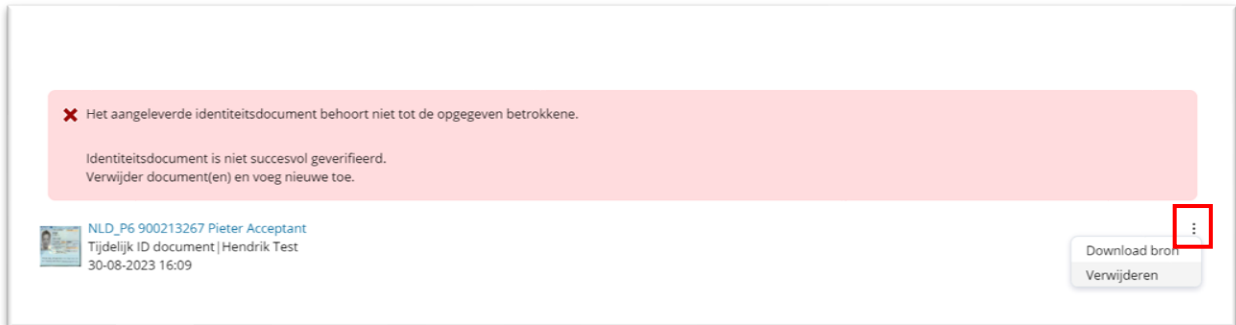 Het aangeleverde identiteitsdocument behoort niet tot de opgegeven betrokkene.
Identiteitsdocument is niet succesvol geverifieerd.
Verwijder document(en) en voeg nieuwe toe.
NLD_P6 900213267 Pieter Acceptant
Tijdelijk ID document|Hendrik Test
30-08-2023 16:09
Download bron
Verwijderen